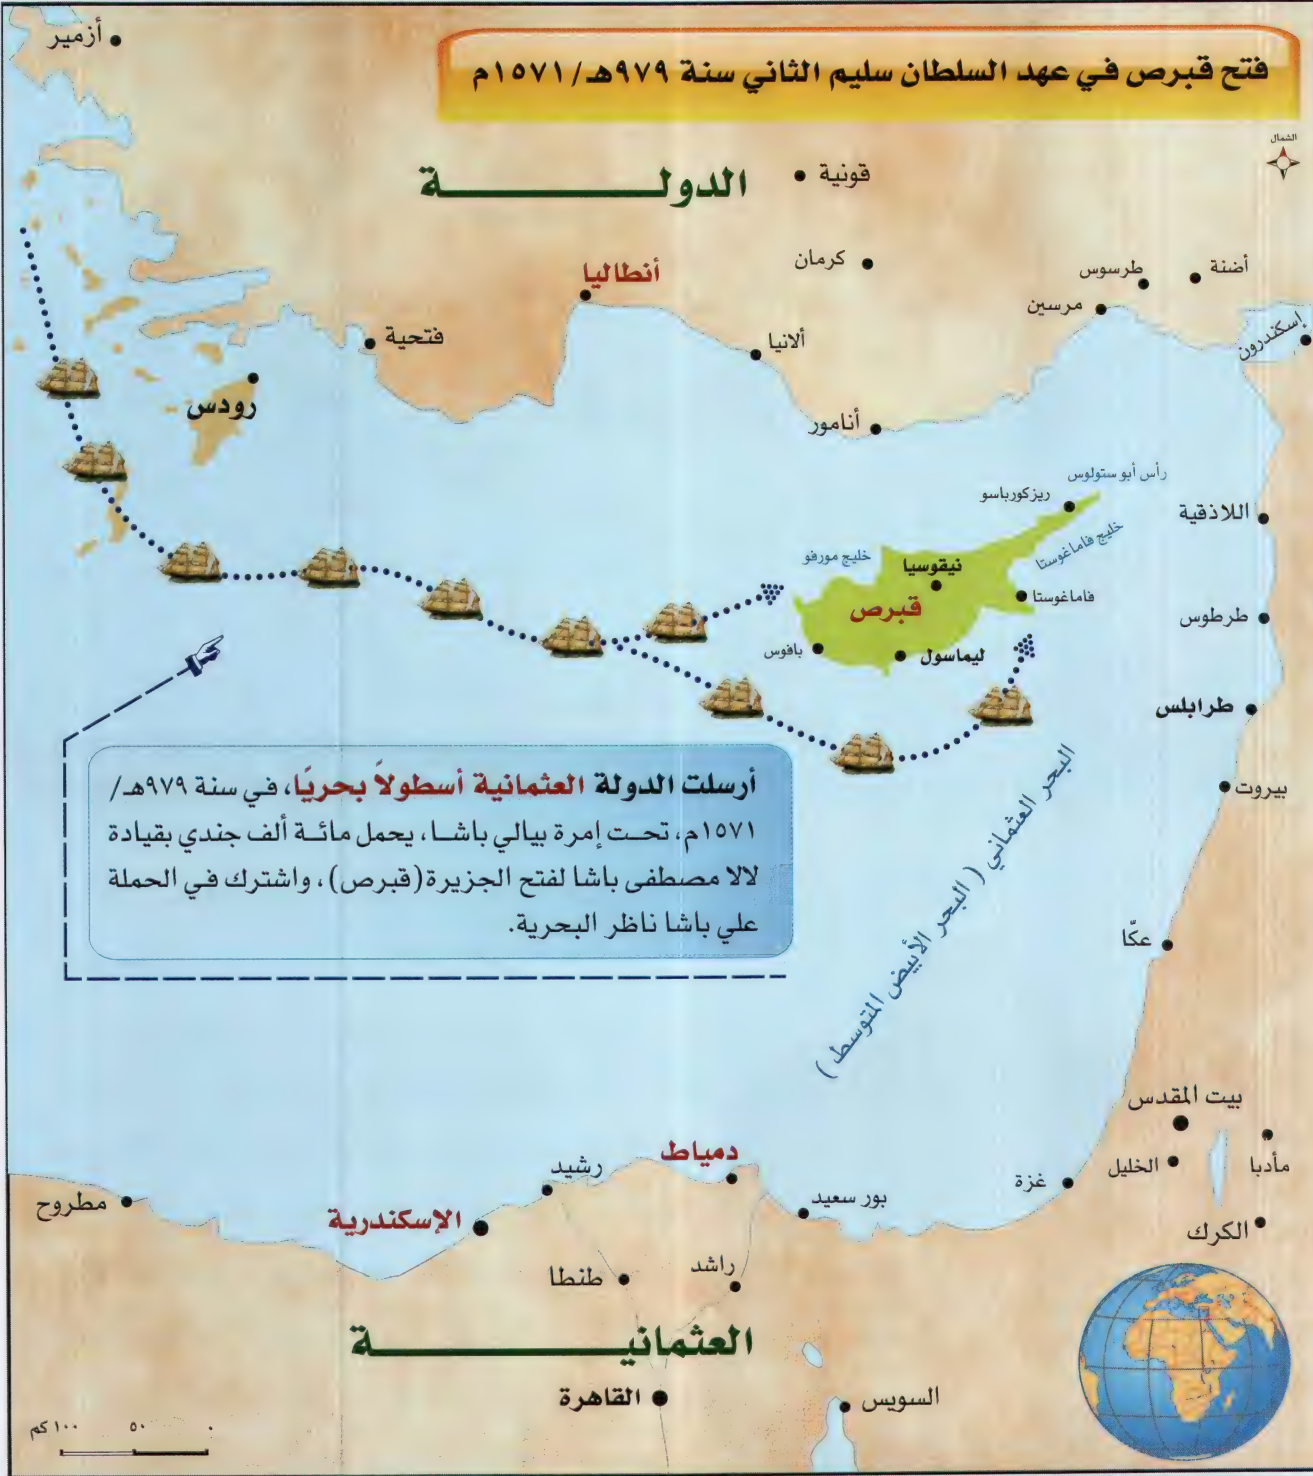 فتح قبرص في عهد السلطان سليم الثاني سنة ٩٧٩هـ/١٥٧١م
الشمال
أزمير
الدولـــــة
قونية
كرمان
أنطاليا
أضنة
طرسوس
مرسين
إسكندرون
فتحية
ألانيا
رودس
أنامور
رأس أبو ستولوس
ريزكورباسو
اللاذقية
خليج فاماغوستا
خليج مورفو
نيقوسيا
فاماغوستا
قبرص
طرطوس
بافوس
ليماسول
طرابلس
بيروت
البحر العثماني ( البحر الأبيض المتوسط )
أرسلت الدولة العثمانية أسطولاً بحريًا، في سنة ٩٧٩هـ/
١٥٧١م، تحـت إمرة بيالي باشـا، يحمل مائـة ألف جندي بقيادة
لالا مصطفى باشا لفتح الجزيرة(قبرص)، واشترك في الحملة
علي باشا ناظر البحرية.
عكّا
بيت المقدس
دمياط
رشيد
الخليل
مأدبا
غزة
مطروح
الإسكندرية
بور سعيد
الكرك
راشد
طنطا
العثمانيـــــة
القاهرة
السويس
٠ ٥٠ ١٠٠ كم